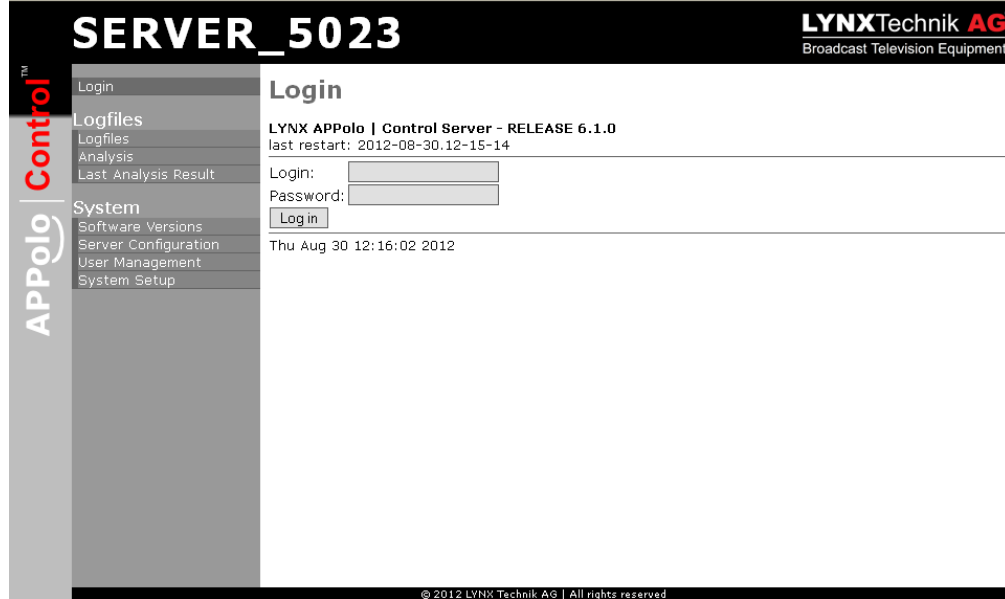 SERVER_5023
LYNXTechnik AG
Broadcast Television Equipment
APPolo Control™
Login
Logfiles
Logfiles
Analysis
Last Analysis Result
System
Software Versions
Server Configuration
User Management
System Setup
Login
LYNX APPolo | Control Server - RELEASE 6.1.0
last restart: 2012-08-30.12-15-14
Login:
Password:
Log in
Thu Aug 30 12:16:02 2012
© 2012 LYNX Technik AG | All rights reserved